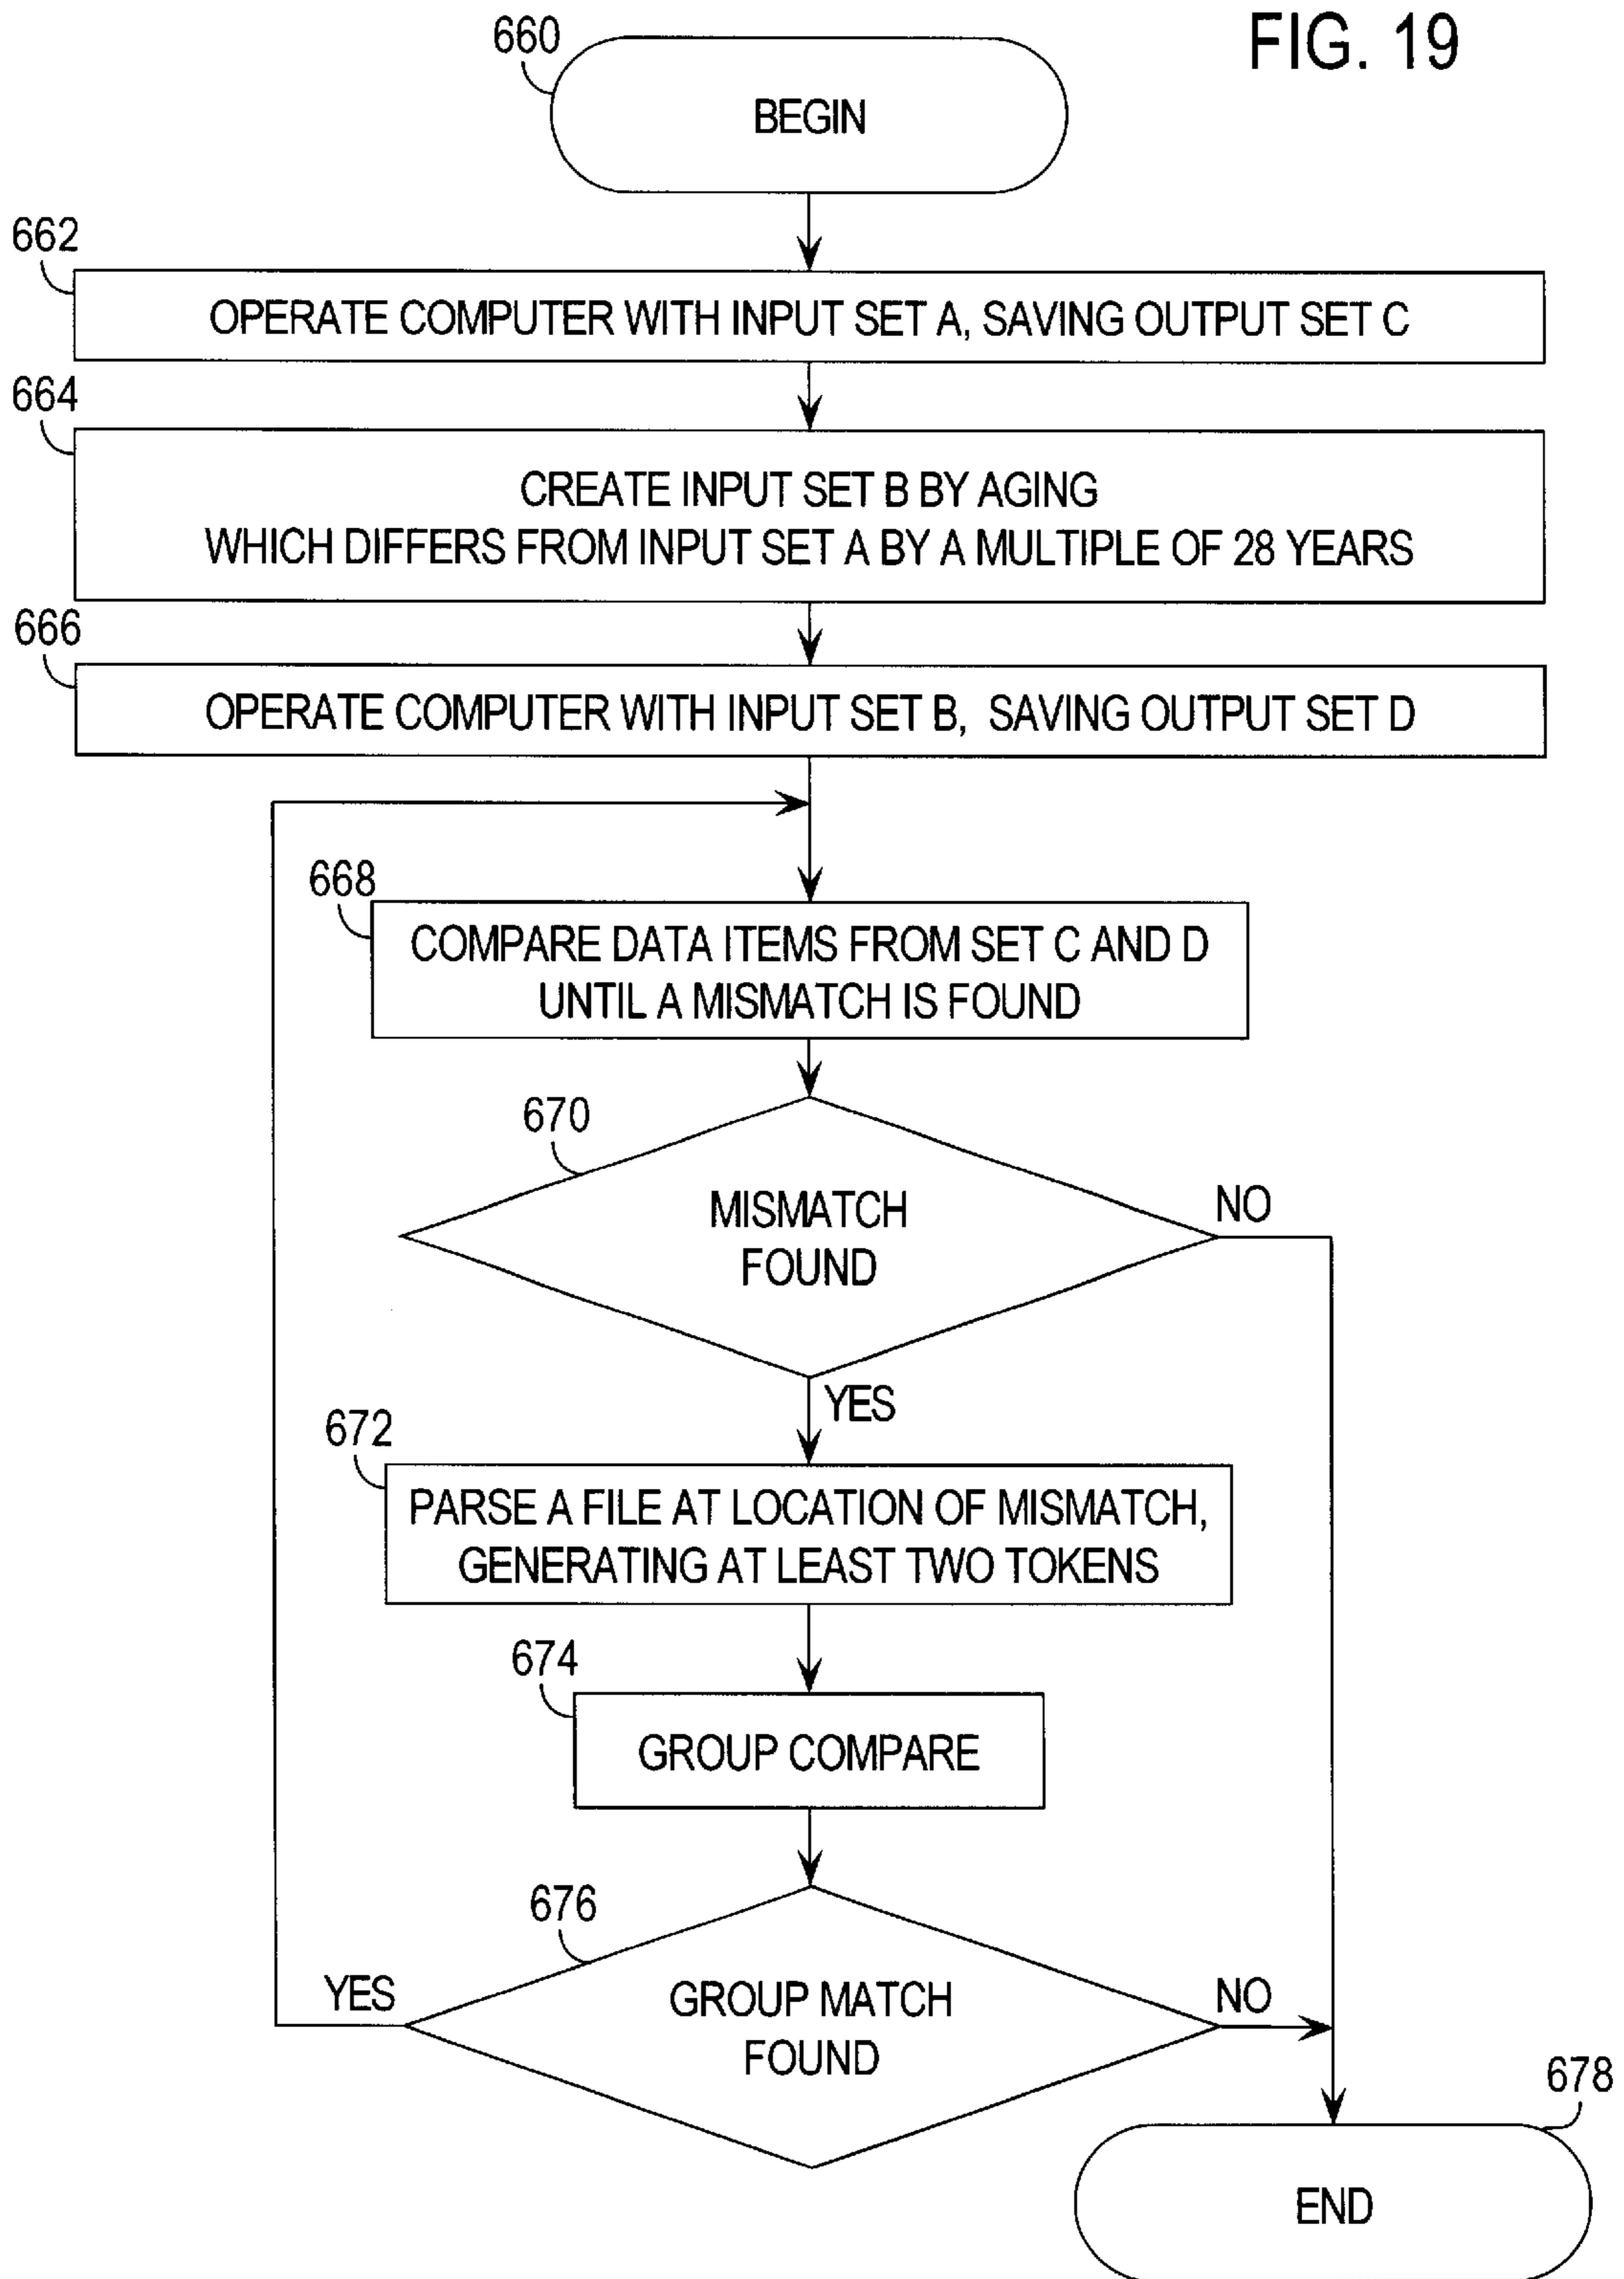 FIG. 19
660
BEGIN
662
OPERATE COMPUTER WITH INPUT SET A, SAVING OUTPUT SET C
664
CREATE INPUT SET B BY AGING
WHICH DIFFERS FROM INPUT SET A BY A MULTIPLE OF 28 YEARS
666
OPERATE COMPUTER WITH INPUT SET B, SAVING OUTPUT SET D
668
COMPARE DATA ITEMS FROM SET C AND D
UNTIL A MISMATCH IS FOUND
670
MISMATCH
FOUND
NO
YES
672
PARSE A FILE AT LOCATION OF MISMATCH,
GENERATING AT LEAST TWO TOKENS
674
GROUP COMPARE
676
YES
GROUP MATCH
FOUND
NO
678
END